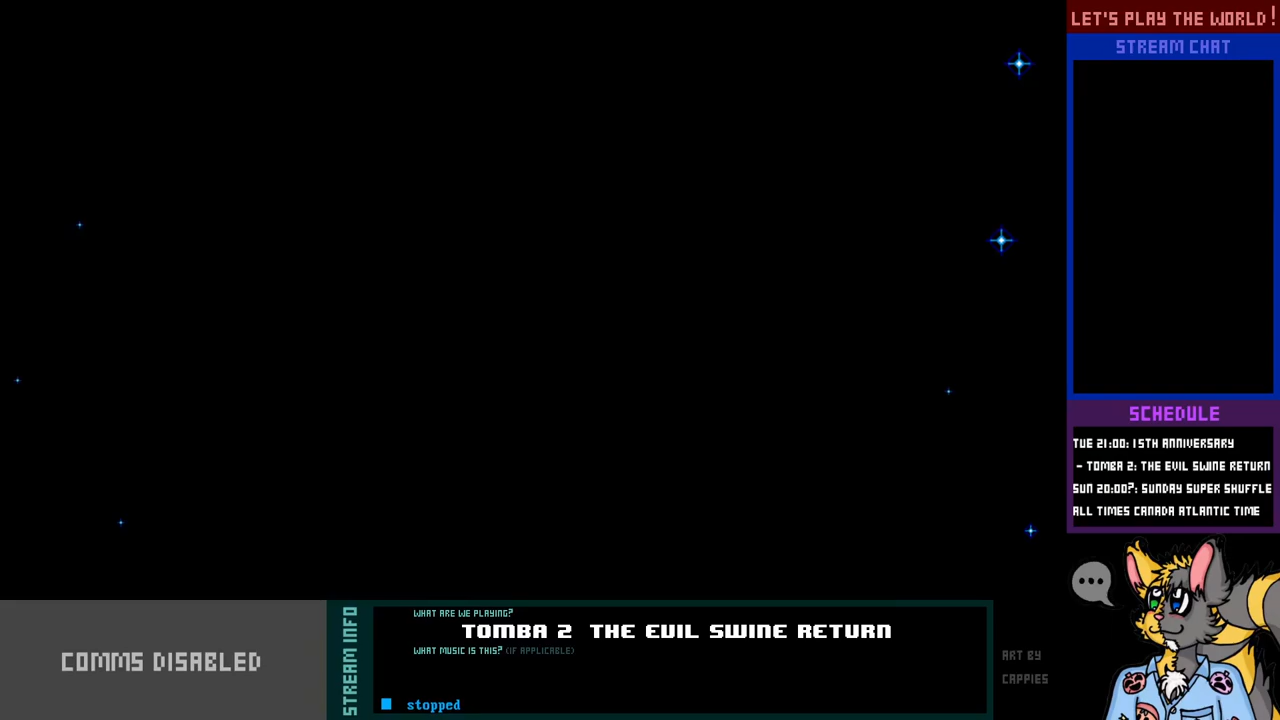 LET'S PLAY THE WORLD!
STREAM CHAT
SCHEDULE
TUE 21:00: 15TH ANNIVERSARY
- TOMBA 2: THE EVIL SWINE RETURN
SUN 20:00?: SUNDAY SUPER SHUFFLE
ALL TIMES CANADA ATLANTIC TIME
...
COMMS DISABLED
STREAM INFO
WHAT ARE WE PLAYING?
TOMBA 2 THE EVIL SWINE RETURN
WHAT MUSIC IS THIS? (IF APPLICABLE)
stopped
ART BY
CAPPIES